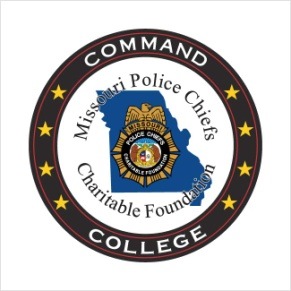 COMMAND
Missouri Police Chiefs
MISSOURI
POLICE CHIEFS
CHARITABLE FOUNDATION
Charitable Foundation
COLLEGE